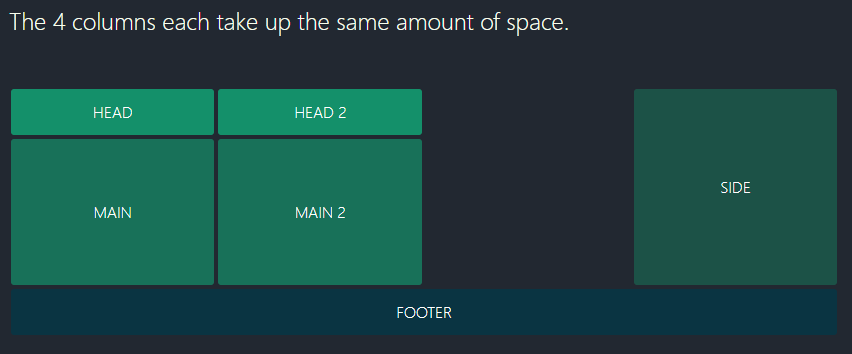 The 4 columns each take up the same amount of space.
HEAD
HEAD 2
MAIN
MAIN 2
SIDE
FOOTER